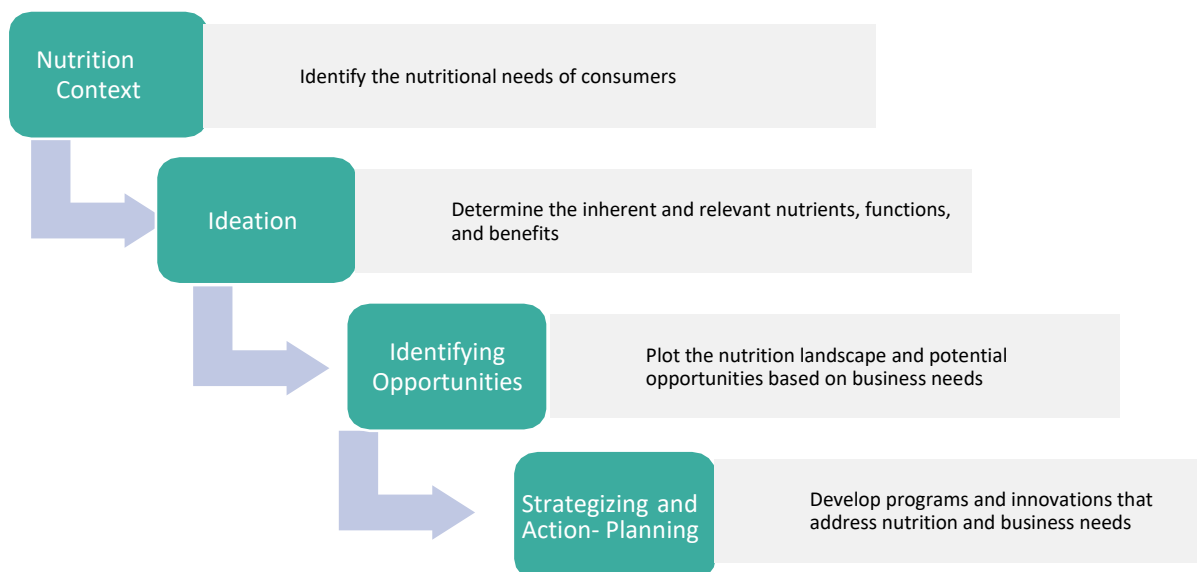 Nutrition
Context
Identify the nutritional needs of consumers
Ideation
Determine the inherent and relevant nutrients, functions,
and benefits
Identifying
Opportunities
Plot the nutrition landscape and potential
opportunities based on business needs
Strategizing and
Action- Planning
Develop programs and innovations that
address nutrition and business needs